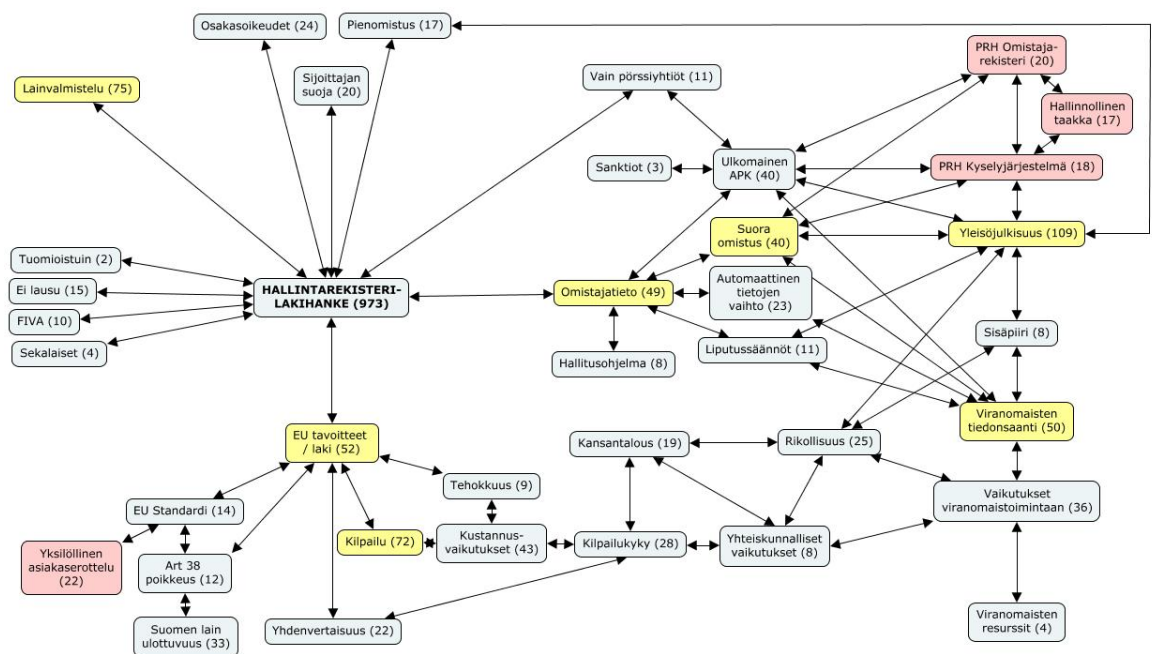 Osakasoikeudet (24)
Pienomistus (17)
PRH Omistaja-
rekisteri
(20)
Lainvalmistelu (75)
Sijoittajan
suoja (20)
Vain pörssiyhtiöt (11)
Hallinnollinen
taakka
(17)
Sanktiot (3)
Ulkomainen
APK (40)
PRH Kyselyjärjestelmä (18)
Suora
omistus (40)
Yleisöjulkisuus (109)
Tuomioistuin (2)
Ei lausu (15)
FIVA (10)
Sekalaiset (4)
HALLINTAREKISTERI-
LAKIHANKE (973)
Omistajatieto (49)
Automaattinen
tietojen
vaihto (23)
Sisäpiiri (8)
Hallitusohjelma (8)
Liputussäännöt (11)
Viranomaisten
tiedonsaanti
(50)
EU tavoitteet
/ laki (52)
Kansantalous (19)
Rikollisuus (25)
Tehokkuus (9)
Vaikutukset
viranomaistoimintaan (36)
EU Standardi (14)
Yksilöllinen
asiakaserottelu
(22)
Art 38
poikkeus (12)
Kilpailu (72)
Kustannus-
vaikutukset (43)
Kilpailukyky (28)
Yhteiskunnalliset
vaikutukset (8)
Suomen lain
ulottuvuus (33)
Yhdenvertaisuus (22)
Viranomaisten
resurssit (4)